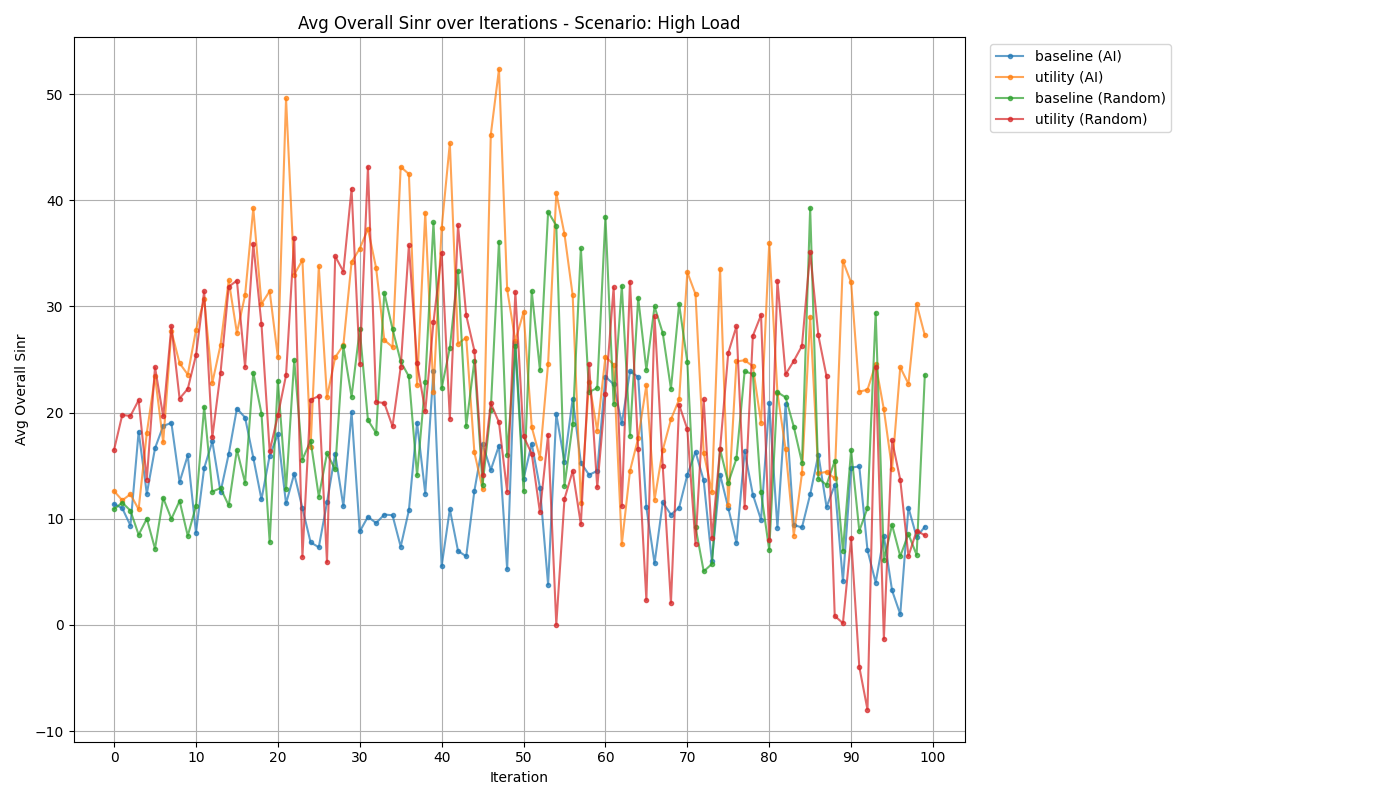 Avg Overall Sinr over Iterations - Scenario: High Load
baseline (AI)
utility (AI)
baseline (Random)
utility (Random)
Avg Overall Sinr
50
40
30
20
10
0
−10
0 10 20 30 40 50 60 70 80 90 100
Iteration